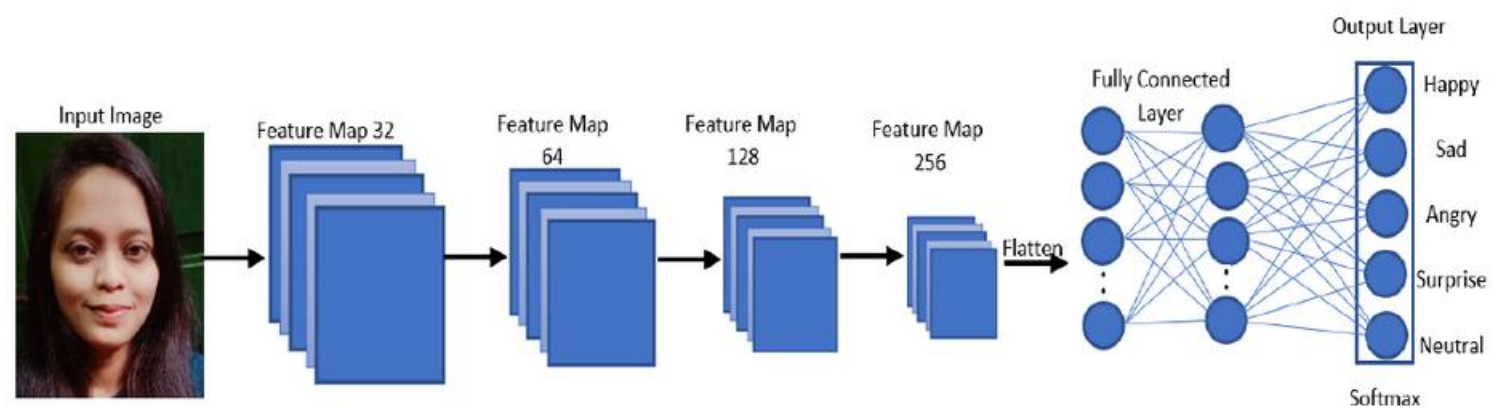 Input Image
Feature Map 32
Feature Map
64
Feature Map
128
Feature Map
256
Flatten
Fully Connected
Layer
Output Layer
Happy
Sad
Angry
Surprise
Neutral
Softmax